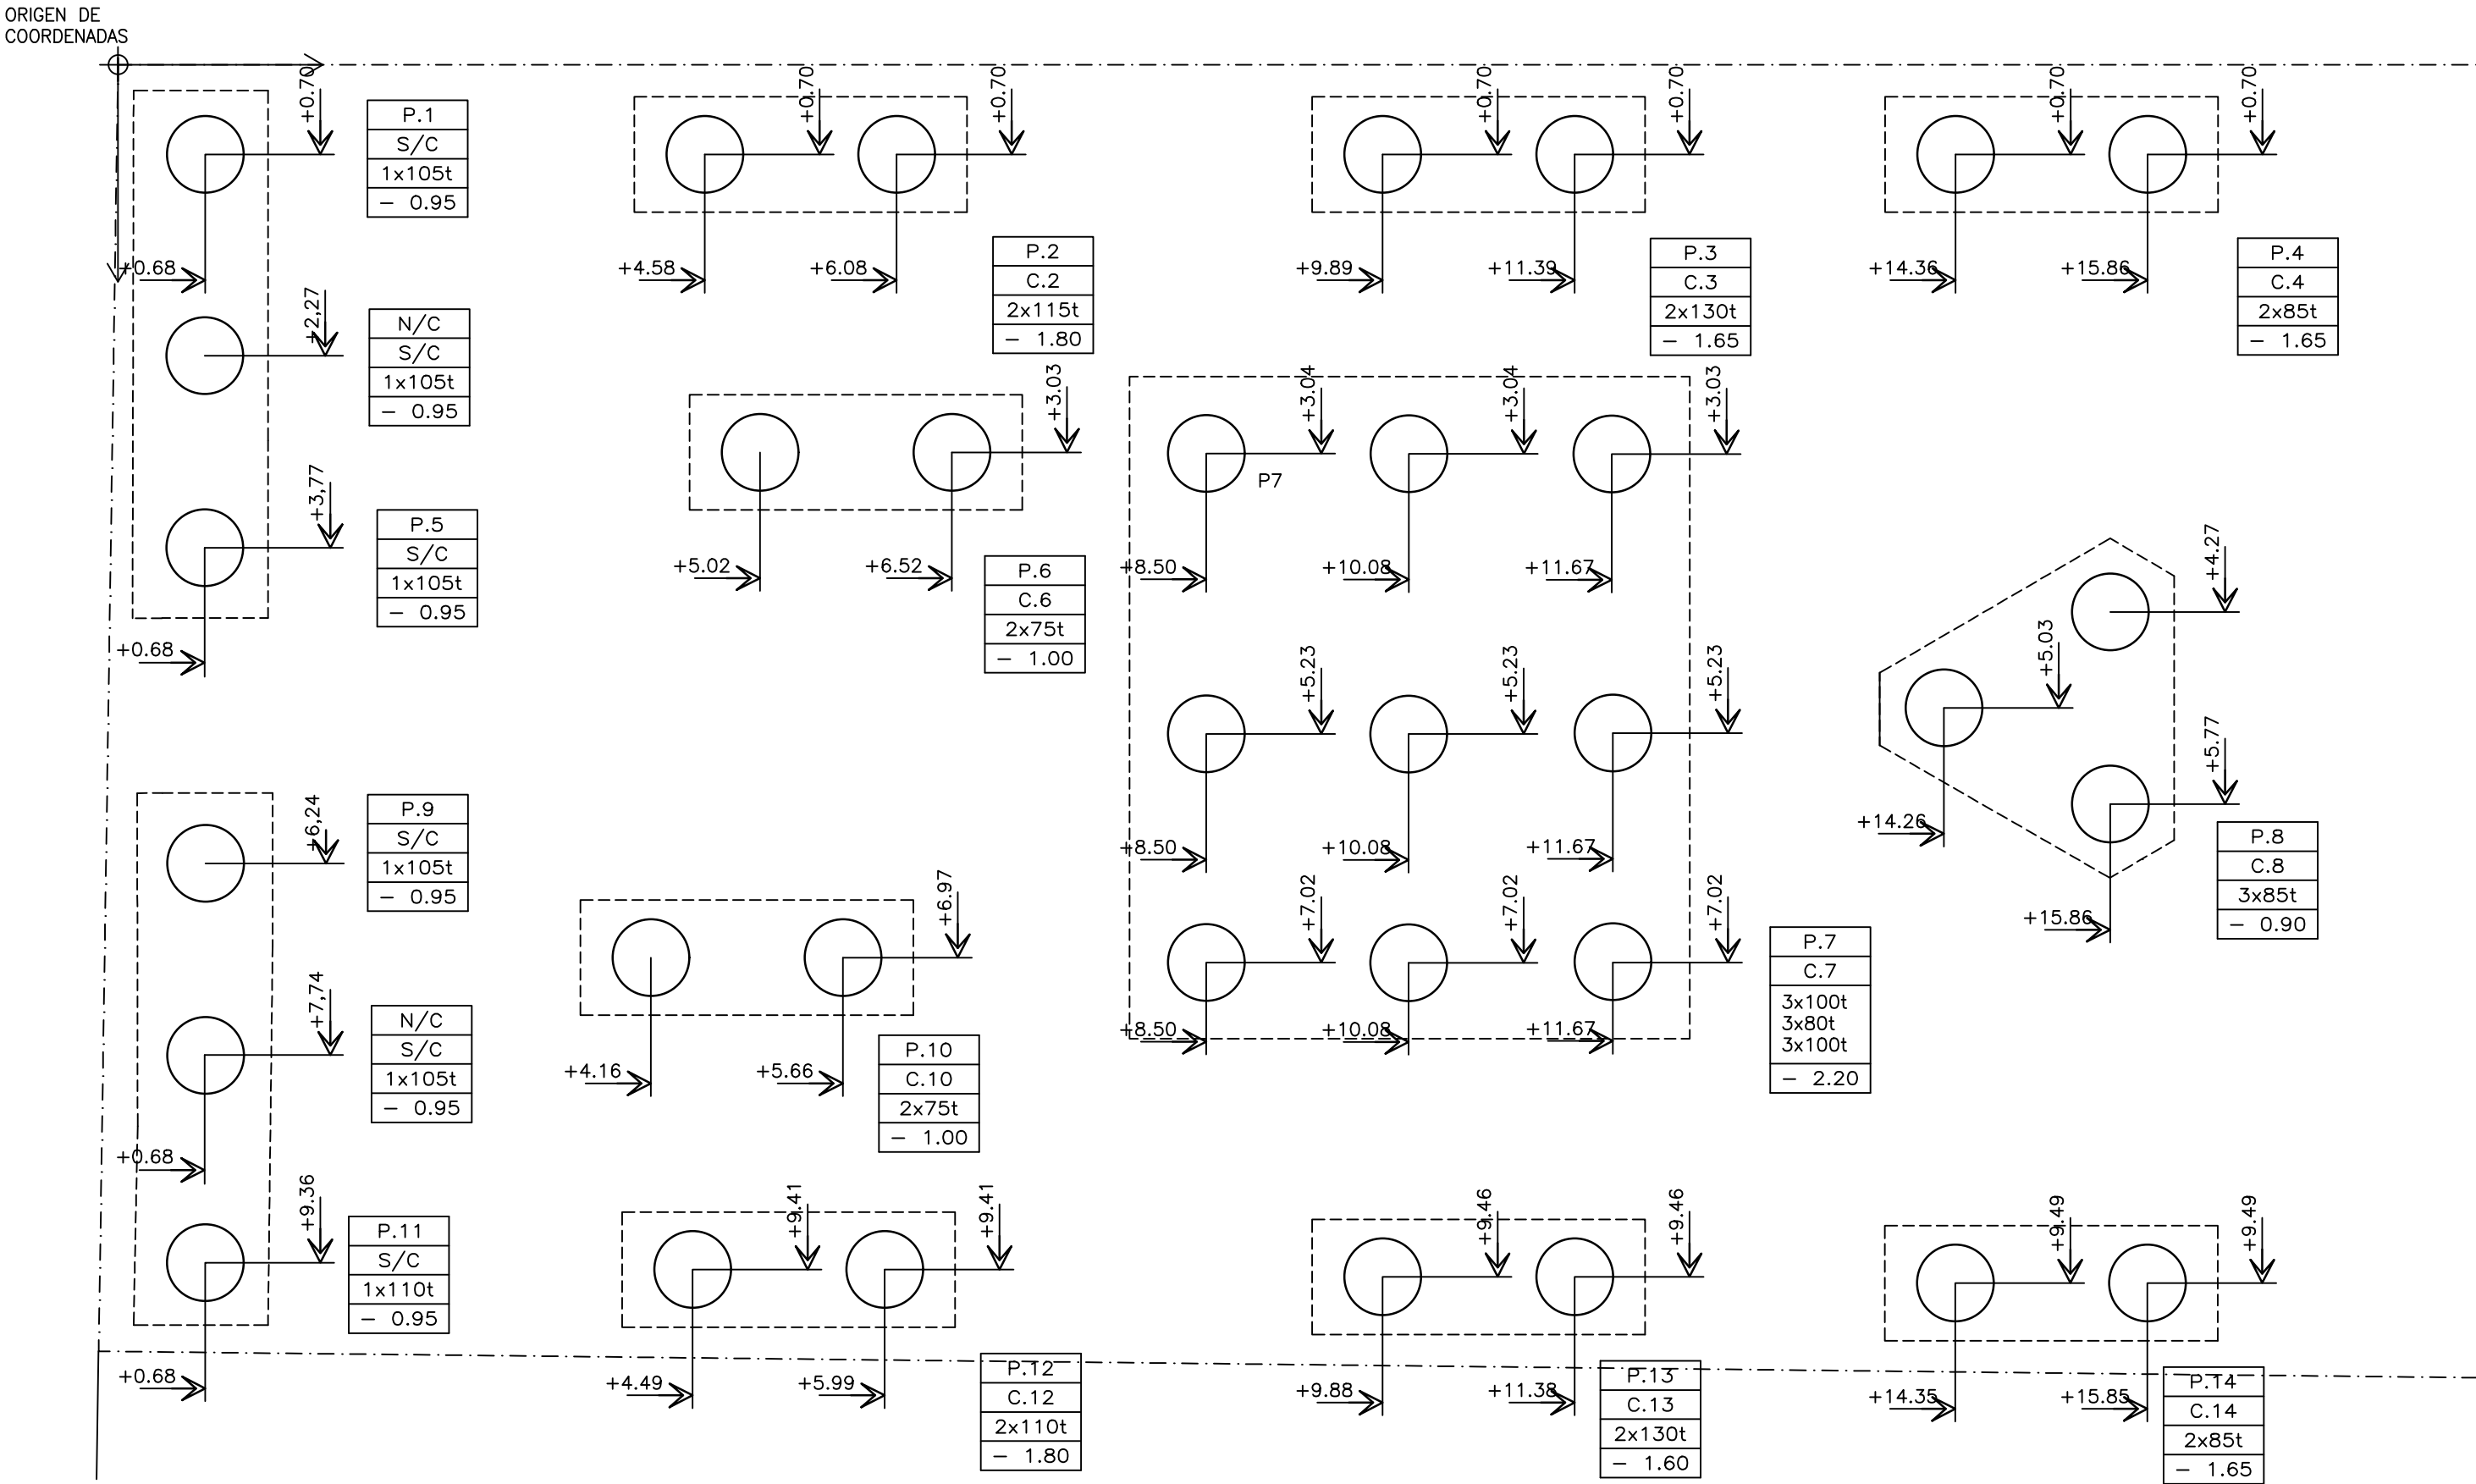 ORIGEN DE
COORDENADAS
+0.70
+0.70
+0.70
+0.70
+0.70
+0.70
+0.70
P.1
S/C
1x105t
- 0.95
+0.68
+4.58
+6.08
P.2
C.2
2x115t
- 1.80
+9.89
+11.39
P.3
C.3
2x130t
- 1.65
+14.36
+15.86
P.4
C.4
2x85t
- 1.65
+2,27
N/C
S/C
1x105t
- 0.95
+3,77
P.5
S/C
1x105t
- 0.95
+0.68
+3.03
+5.02
+6.52
P.6
C.6
2x75t
- 1.00
+3.04
+3.04
+3.03
P7
+8.50
+10.08
+11.67
+5.23
+5.23
+5.23
+8.50
+10.08
+11.67
+7.02
+7.02
+7.02
+8.50
+10.08
+11.67
P.7
C.7
3x100t
3x80t
3x100t
- 2.20
+4.27
+5.03
+5.77
+14.26
+15.86
P.8
C.8
3x85t
- 0.90
+6,24
P.9
S/C
1x105t
- 0.95
+7,74
N/C
S/C
1x105t
- 0.95
+0.68
+6.97
+4.16
+5.66
P.10
C.10
2x75t
- 1.00
+9.36
P.11
S/C
1x110t
- 0.95
+0.68
+9.41
+9.41
+4.49
+5.99
P.12
C.12
2x110t
- 1.80
+9.46
+9.46
+9.88
+11.38
P.13
C.13
2x130t
- 1.60
+9.49
+9.49
+14.35
+15.85
P.14
C.14
2x85t
- 1.65